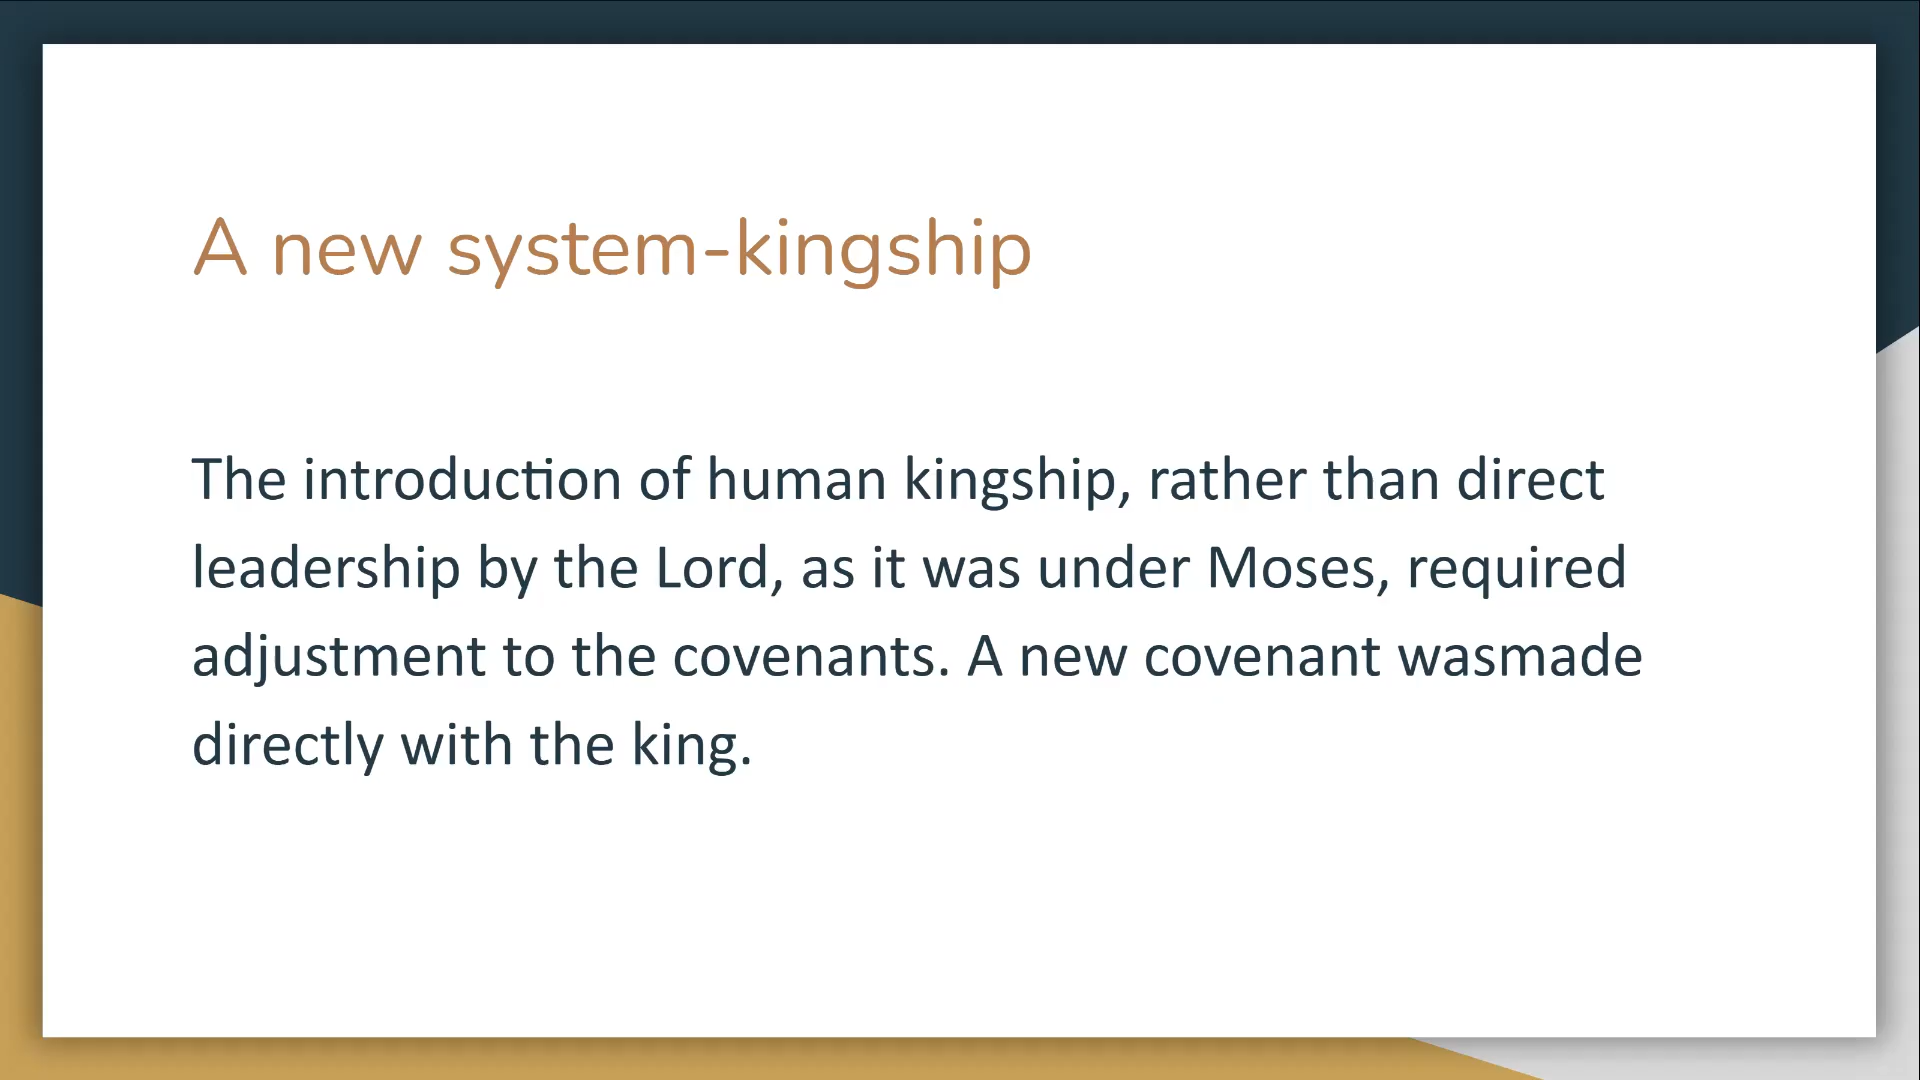 A new system-kingship
The introduction of human kingship, rather than direct
leadership by the Lord, as it was under Moses, required
adjustment to the covenants. A new covenant wasmade
directly with the king.